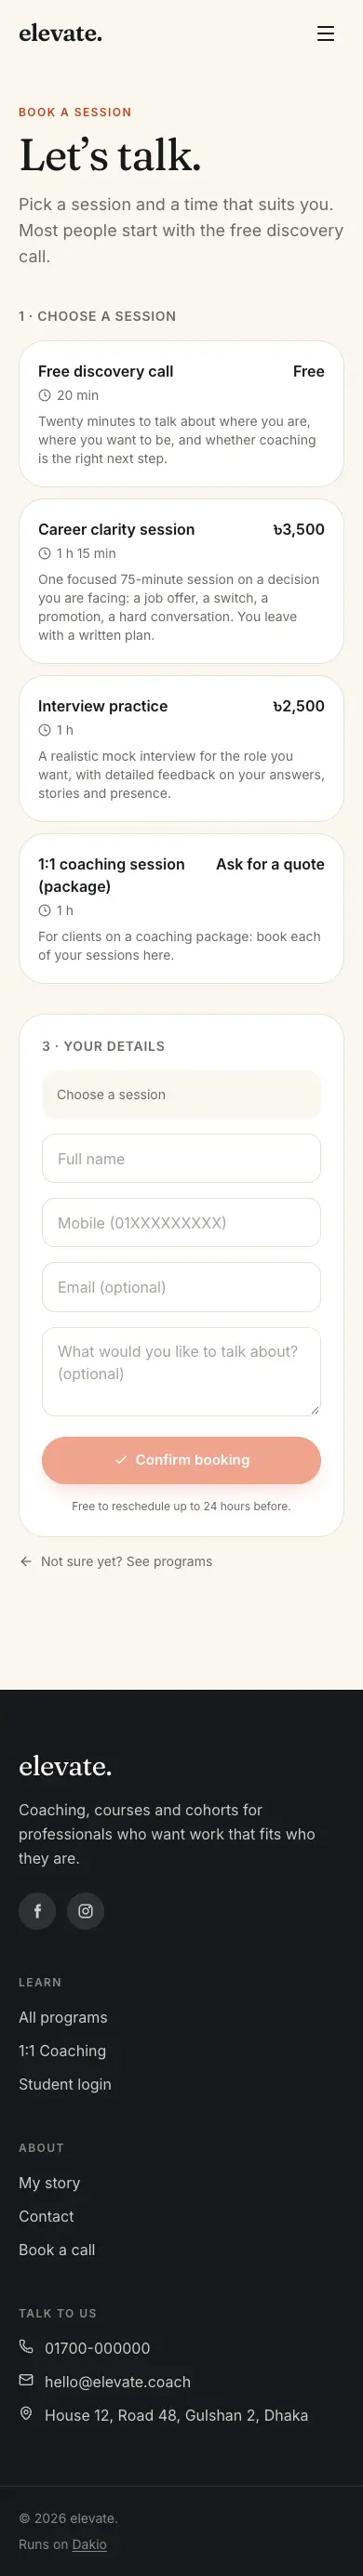 elevate.
BOOK A SESSION
Let’s talk.
Pick a session and a time that suits you.
Most people start with the free discovery
call.
1 · CHOOSE A SESSION
Free discovery call Free
20 min
Twenty minutes to talk about where you are,
where you want to be, and whether coaching
is the right next step.
Career clarity session ৳3,500
1 h 15 min
One focused 75-minute session on a decision
you are facing: a job offer, a switch, a
promotion, a hard conversation. You leave
with a written plan.
Interview practice ৳2,500
1 h
A realistic mock interview for the role you
want, with detailed feedback on your answers,
stories and presence.
1:1 coaching session Ask for a quote
(package)
1 h
For clients on a coaching package: book each
of your sessions here.
3 · YOUR DETAILS
Choose a session
Full name
Mobile (01XXXXXXXXX)
Email (optional)
What would you like to talk about?
(optional)
Confirm booking
Free to reschedule up to 24 hours before.
Not sure yet? See programs
elevate.
Coaching, courses and cohorts for
professionals who want work that fits who
they are.
LEARN
All programs
1:1 Coaching
Student login
ABOUT
My story
Contact
Book a call
TALK TO US
01700-000000
hello@elevate.coach
House 12, Road 48, Gulshan 2, Dhaka
© 2026 elevate.
Runs on Dakio